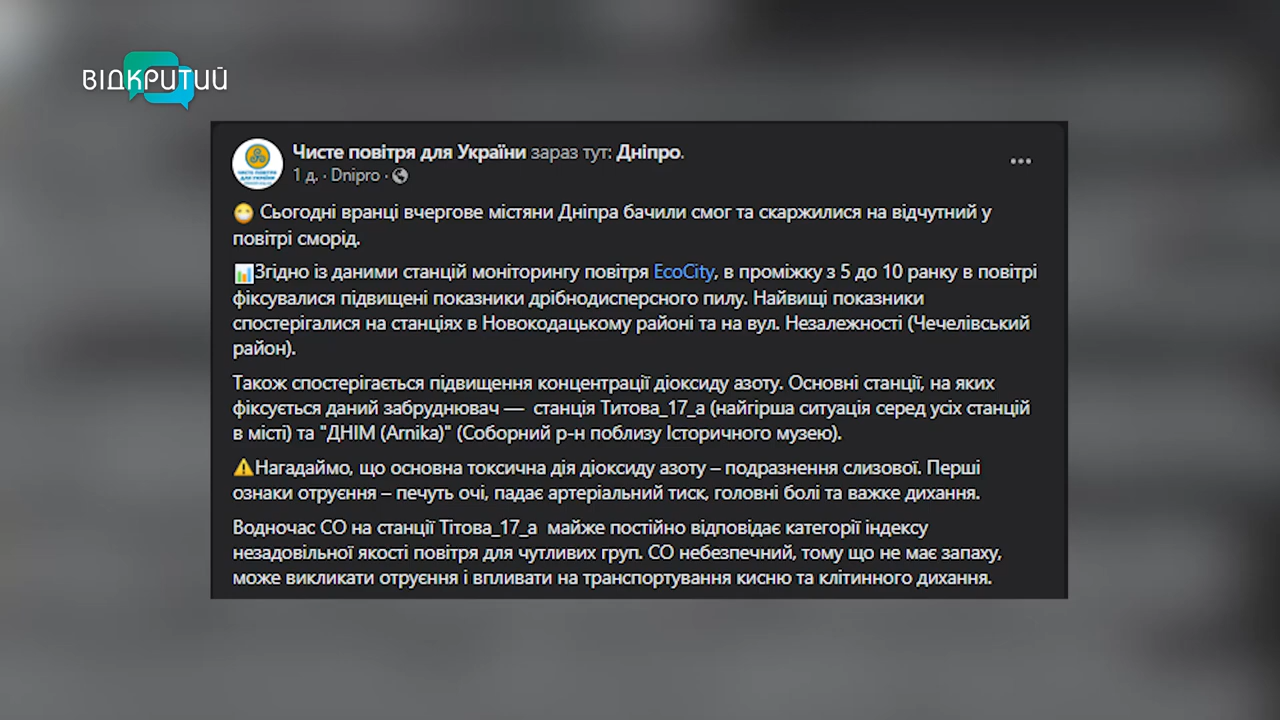 ВІДКРИТИЙ
Чисте повітря для України зараз тут: Дніпро.
1 д. · Dnipro ·
😷 Сьогодні вранці вчергове містяни Дніпра бачили смог та скаржилися на відчутний у
повітрі сморід.
📊Згідно із даними станцій моніторингу повітря EcoCity, в проміжку з 5 до 10 ранку в повітрі
фіксувалися підвищені показники дрібнодисперсного пилу. Найвищі показники
спостерігалися на станціях в Новокодацькому районі та на вул. Незалежності (Чечелівський
район).
Також спостерігається підвищення концентрації діоксиду азоту. Основні станції, на яких
фіксується даний забруднювач — станція Титова_17_а (найгірша ситуація серед усіх станцій
в місті) та "ДНІМ (Arnika)" (Соборний р-н поблизу Історичного музею).
⚠️Нагадаймо, що основна токсична дія діоксиду азоту – подразнення слизової. Перші
ознаки отруєння – печуть очі, падає артеріальний тиск, головні болі та важке дихання.
Водночас СО на станції Тітова_17_а майже постійно відповідає категорії індексу
незадовільної якості повітря для чутливих груп. СО небезпечний, тому що не має запаху,
може викликати отруєння і впливати на транспортування кисню та клітинного дихання.